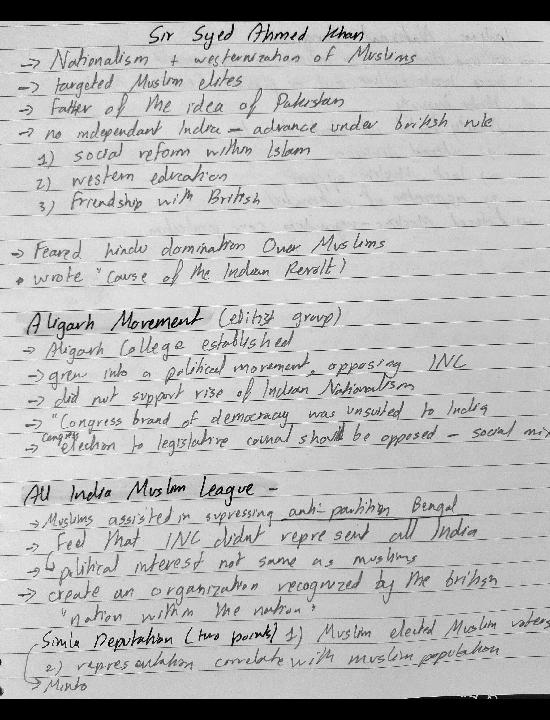 Sir Syed Ahmed Khan
→ Nationalism + westernization of Muslims
→ targeted Muslim elites
→ Father of the idea of Pakistan
→ no independant India - advance under british rule
1) social reform within Islam
2) western education
3) Friendship with British
→ Feared hindu domination Over Muslims
• wrote "Cause of the Indian Revolt)
Aligarh Movement (elitist group)
→ Aligarh College established
→ grew into a political movement, opposing INC
→ did not support rise of Indian Nationalism
→ "Congress brand of democracy was unsuited to India
→ congress election to legislative counal should be opposed - social mix
All India Muslim League -
→ Muslims assisted in supressing anti-partition Bengal
→ Feel that INC didnt represent all India
→ political interest not same as muslims
→ create an organization recognized by the british
"nation within the nation"
Simla Deputation (two points) 1) Muslim elected Muslim voters
2) representation correlate with muslim population
→ Minto